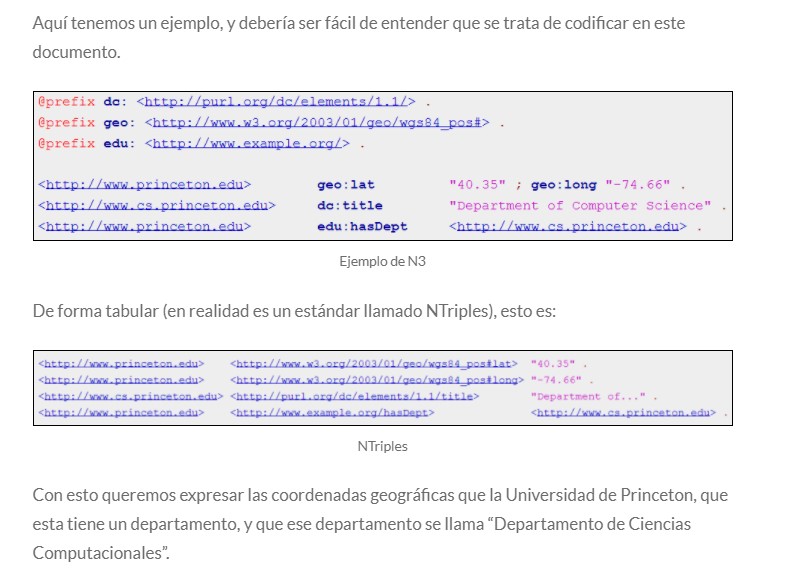 Aquí tenemos un ejemplo, y debería ser fácil de entender que se trata de codificar en este
documento.
@prefix dc: <http://purl.org/dc/elements/1.1/> .
@prefix geo: <http://www.w3.org/2003/01/geo/wgs84_pos#> .
@prefix edu: <http://www.example.org/> .
<http://www.princeton.edu> geo:lat "40.35" ; geo:long "-74.66" .
<http://www.cs.princeton.edu> dc:title "Department of Computer Science" .
<http://www.princeton.edu> edu:hasDept <http://www.cs.princeton.edu> .
Ejemplo de N3
De forma tabular (en realidad es un estándar llamado NTriples), esto es:
<http://www.princeton.edu> <http://www.w3.org/2003/01/geo/wgs84_pos#lat> "40.35" .
<http://www.princeton.edu> <http://www.w3.org/2003/01/geo/wgs84_pos#long> "-74.66" .
<http://www.cs.princeton.edu> <http://purl.org/dc/elements/1.1/title> "Department of..." .
<http://www.princeton.edu> <http://www.example.org/hasDept> <http://www.cs.princeton.edu> .
NTriples
Con esto queremos expresar las coordenadas geográficas que la Universidad de Princeton, que
esta tiene un departamento, y que ese departamento se llama “Departamento de Ciencias
Computacionales”.